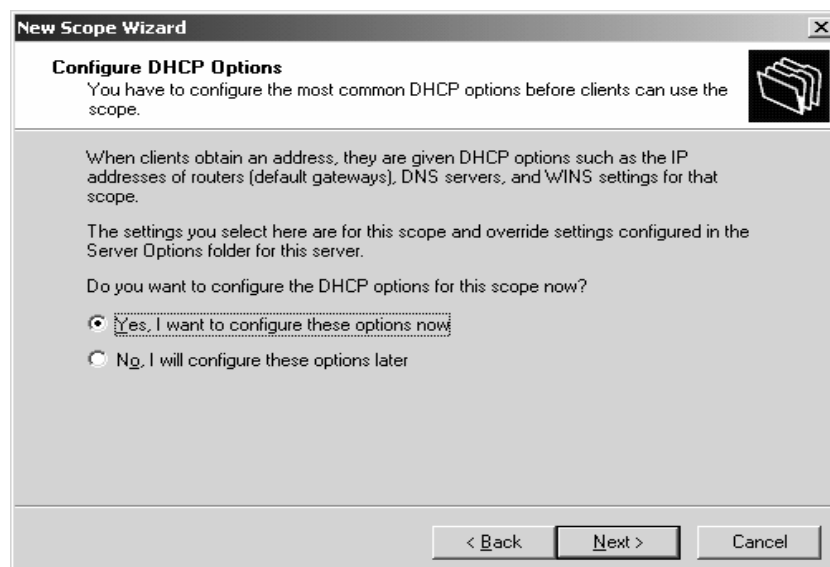 New Scope Wizard
Configure DHCP Options
You have to configure the most common DHCP options before clients can use the
scope.
When clients obtain an address, they are given DHCP options such as the IP
addresses of routers (default gateways), DNS servers, and WINS settings for that
scope.
The settings you select here are for this scope and override settings configured in the
Server Options folder for this server.
Do you want to configure the DHCP options for this scope now?
Yes, I want to configure these options now
No, I will configure these options later
< Back Next > Cancel